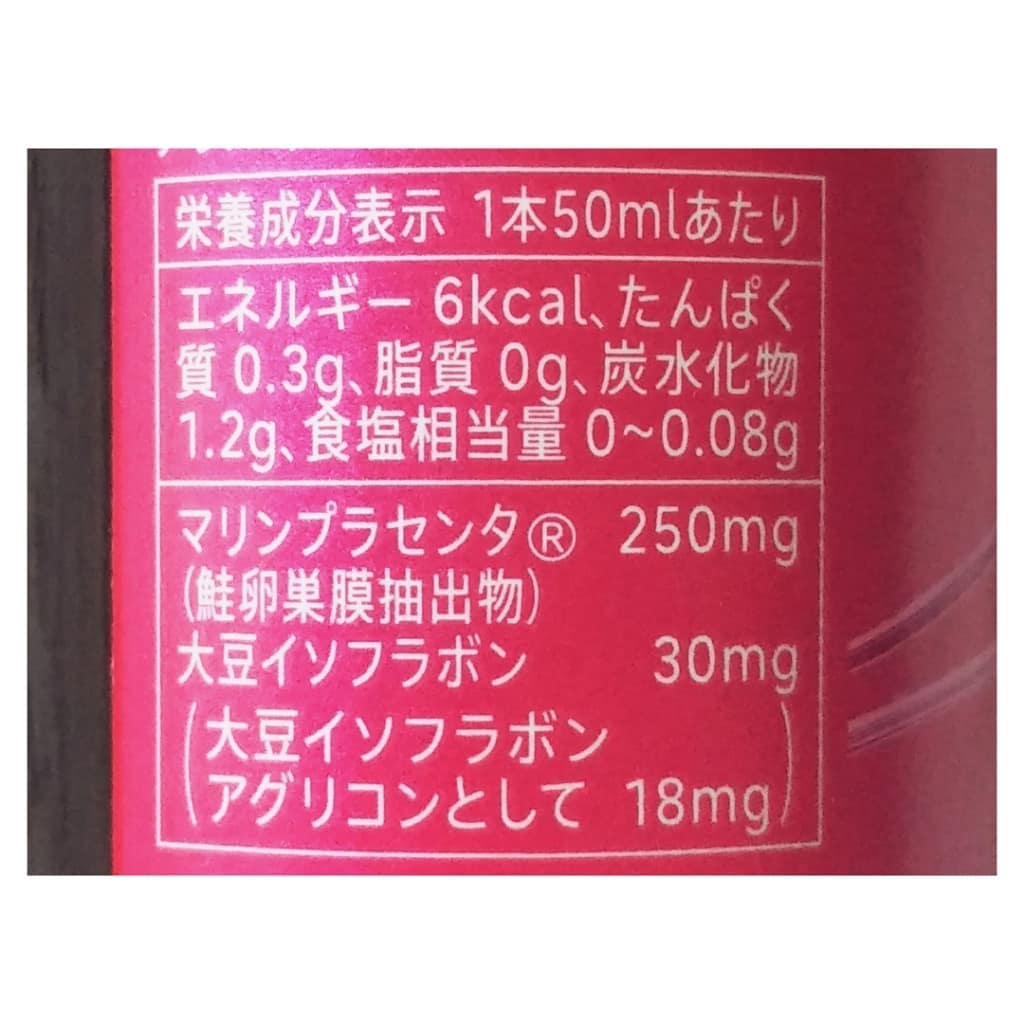 栄養成分表示 1本50mlあたり
エネルギー 6kcal、たんぱく
質 0.3g、脂質 0g、炭水化物
1.2g、食塩相当量 0~0.08g
マリンプラセンタ® 250mg
(鮭卵巣膜抽出物)
大豆イソフラボン 30mg
(大豆イソフラボン
アグリコンとして 18mg)